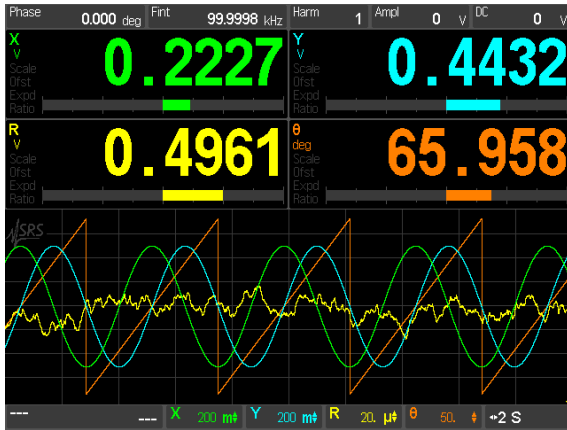 Phase 0.000 deg Fint 99.9998 kHz Harm 1 Ampl 0 V DC 0 V
X V Scale Ofst Expd Ratio 0.2227
Y V Scale Ofst Expd Ratio 0.4432
R V Scale Ofst Expd Ratio 0.4961
θ deg Scale Ofst Expd Ratio 65.958
SRS
--- --- X 200 m Y 200 m R 20. µ θ 50. 2 S